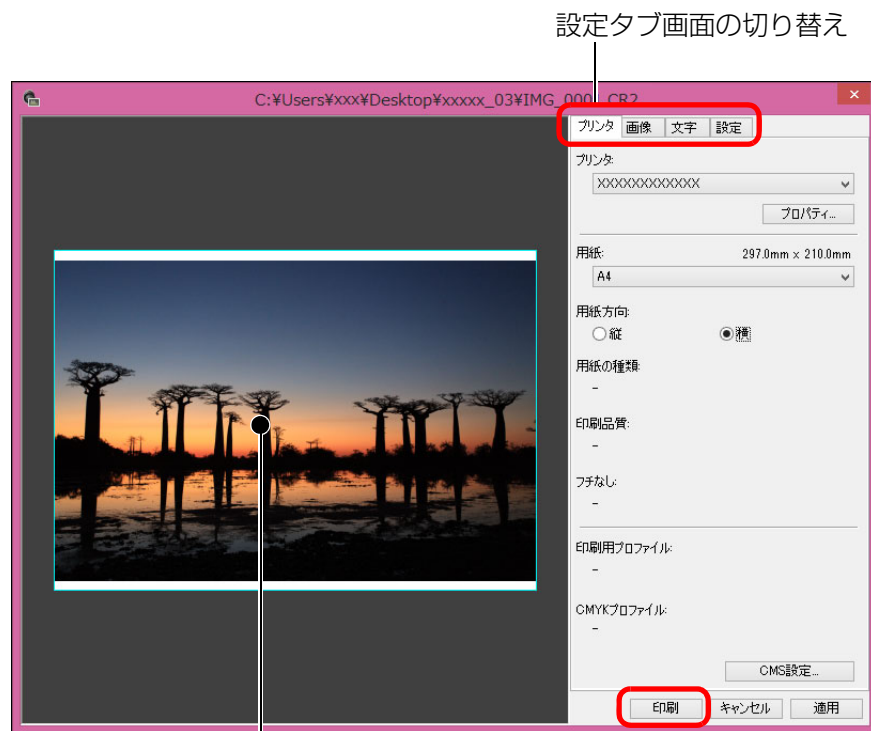 設定タブ画面の切り替え
C:¥Users¥xxx¥Desktop¥xxxxx_03¥IMG_000 .CR2
プリンタ 画像 文字 設定
プリンタ:
XXXXXXXXXXXXX
プロパティ...
用紙: 297.0mm × 210.0mm
A4
用紙方向:
縦 横
用紙の種類:
-
印刷品質:
-
フチなし:
-
印刷用プロファイル:
-
CMYKプロファイル:
-
CMS設定...
印刷 キャンセル 適用